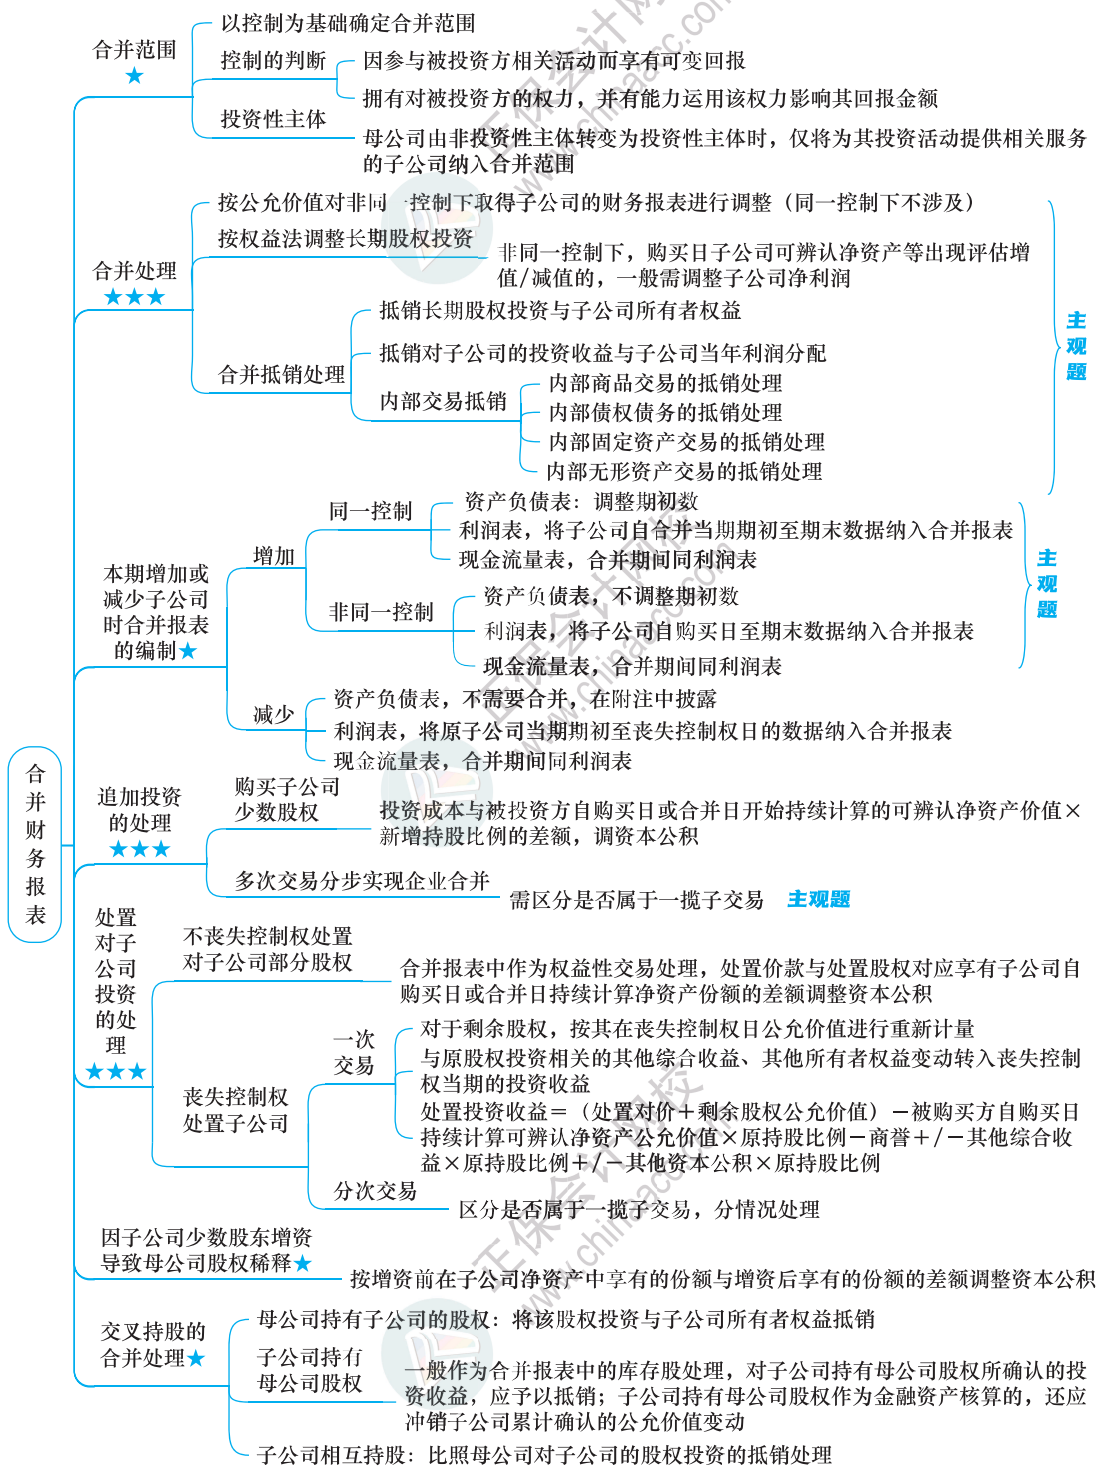 合并财务报表
合并范围
★
以控制为基础确定合并范围
控制的判断
因参与被投资方相关活动而享有可变回报
拥有对被投资方的权力，并有能力运用该权力影响其回报金额
投资性主体
母公司由非投资性主体转变为投资性主体时，仅将为其投资活动提供相关服务
的子公司纳入合并范围
合并处理
★★★
按公允价值对非同一控制下取得子公司的财务报表进行调整（同一控制下不涉及）
按权益法调整长期股权投资
非同一控制下，购买日子公司可辨认净资产等出现评估增
值/减值的，一般需调整子公司净利润
合并抵销处理
抵销长期股权投资与子公司所有者权益
抵销对子公司的投资收益与子公司当年利润分配
内部交易抵销
内部商品交易的抵销处理
内部债权债务的抵销处理
内部固定资产交易的抵销处理
内部无形资产交易的抵销处理
主观题
本期增加或
减少子公司
时合并报表
的编制★
增加
同一控制
资产负债表：调整期初数
利润表，将子公司自合并当期期初至期末数据纳入合并报表
现金流量表，合并期间同利润表
非同一控制
资产负债表，不调整期初数
利润表，将子公司自购买日至期末数据纳入合并报表
现金流量表，合并期间同利润表
主观题
减少
资产负债表，不需要合并，在附注中披露
利润表，将原子公司当期期初至丧失控制权日的数据纳入合并报表
现金流量表，合并期间同利润表
追加投资
的处理
★★★
购买子公司
少数股权
投资成本与被投资方自购买日或合并日开始持续计算的可辨认净资产价值×
新增持股比例的差额，调资本公积
多次交易分步实现企业合并
需区分是否属于一揽子交易 主观题
处置
对子
公司
投资
的处
理
★★★
不丧失控制权处置
对子公司部分股权
合并报表中作为权益性交易处理，处置价款与处置股权对应享有子公司自
购买日或合并日持续计算净资产份额的差额调整资本公积
丧失控制权
处置子公司
一次
交易
对于剩余股权，按其在丧失控制权日公允价值进行重新计量
与原股权投资相关的其他综合收益、其他所有者权益变动转入丧失控制
权当期的投资收益
处置投资收益＝（处置对价＋剩余股权公允价值）－被购买方自购买日
持续计算可辨认净资产公允价值×原持股比例－商誉＋/－其他综合收
益×原持股比例＋/－其他资本公积×原持股比例
分次交易
区分是否属于一揽子交易，分情况处理
因子公司少数股东增资
导致母公司股权稀释★
按增资前在子公司净资产中享有的份额与增资后享有的份额的差额调整资本公积
交叉持股的
合并处理★
母公司持有子公司的股权：将该股权投资与子公司所有者权益抵销
子公司持有
母公司股权
一般作为合并报表中的库存股处理，对子公司持有母公司股权所确认的投
资收益，应予以抵销；子公司持有母公司股权作为金融资产核算的，还应
冲销子公司累计确认的公允价值变动
子公司相互持股：比照母公司对子公司的股权投资的抵销处理
正保会计网校
www.chinaacc.com
正保会计网校
www.chinaacc.com
正保会计网校
www.chinaacc.com